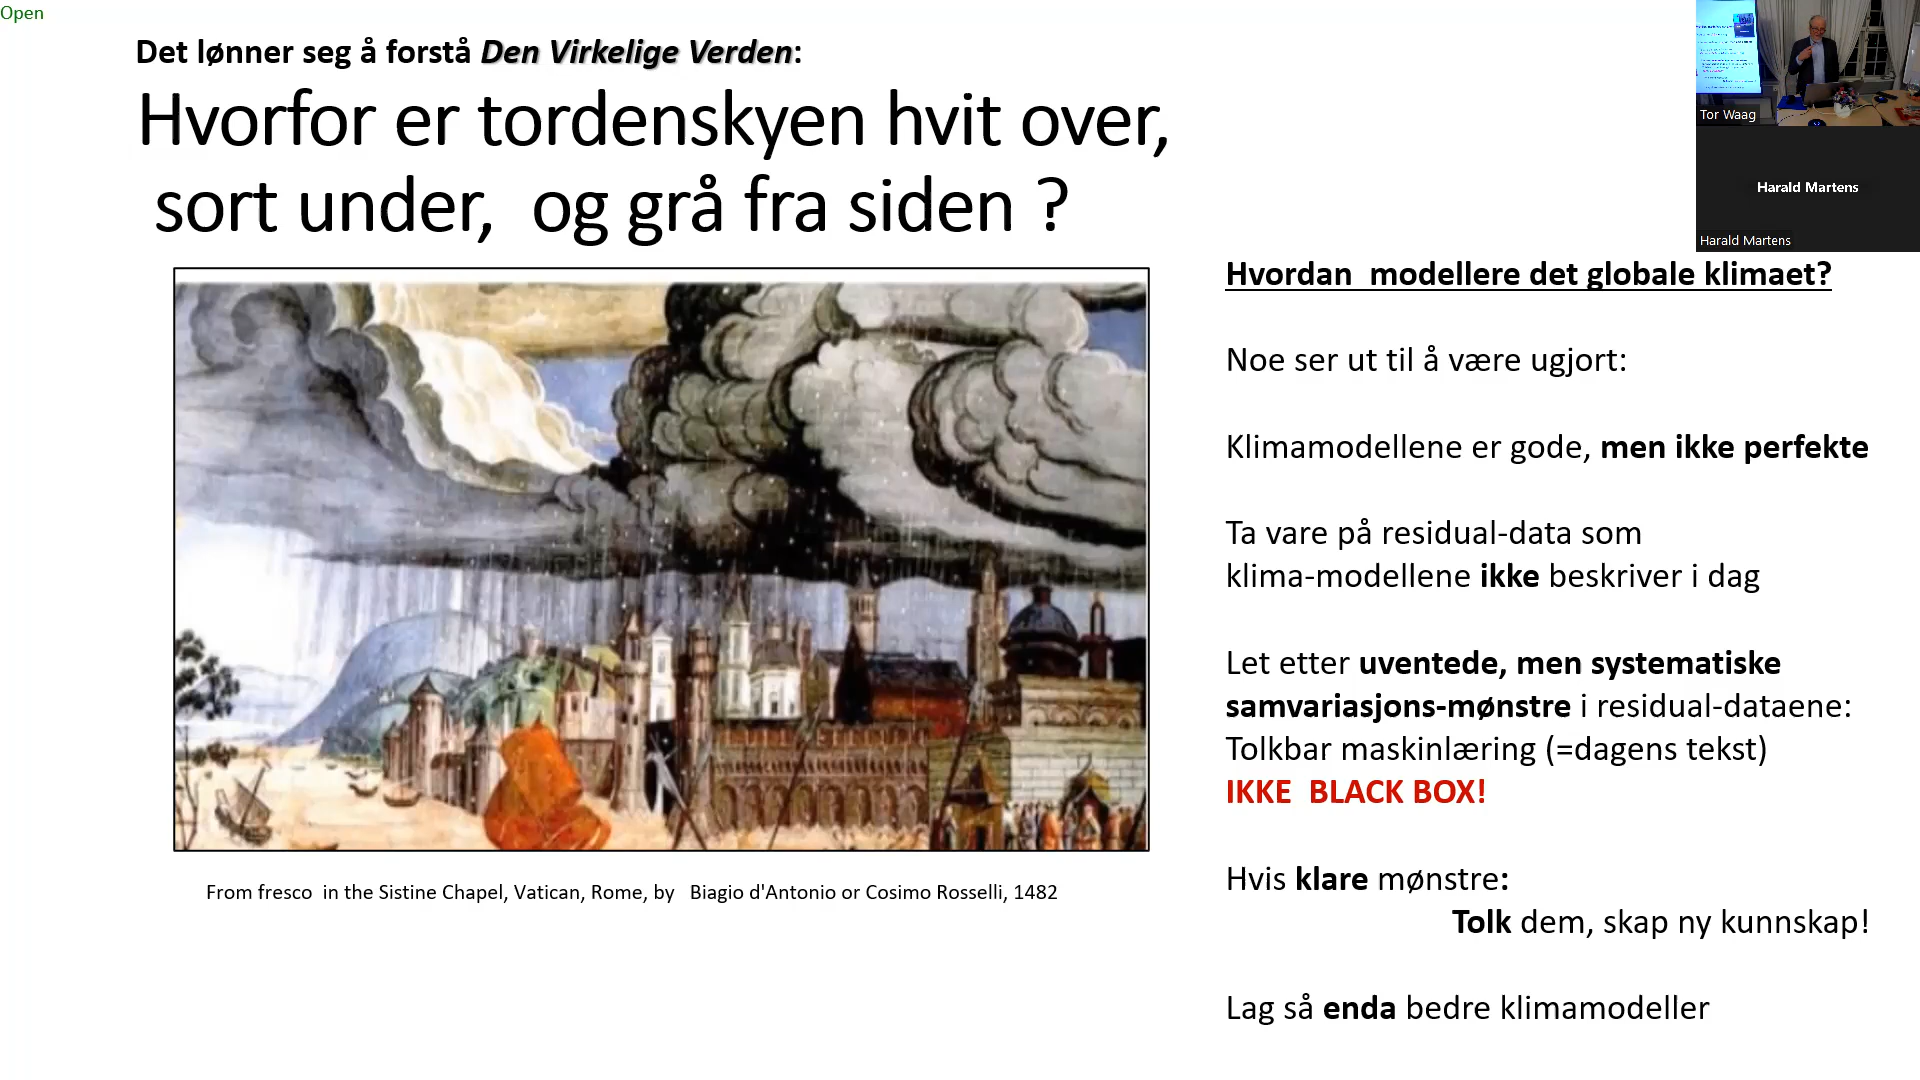 Open
Det lønner seg å forstå Den Virkelige Verden:
Hvorfor er tordenskyen hvit over,
sort under, og grå fra siden ?
Tor Waag
Harald Martens
Harald Martens
Hvordan modellere det globale klimaet?
Noe ser ut til å være ugjort:
Klimamodellene er gode, men ikke perfekte
Ta vare på residual-data som
klima-modellene ikke beskriver i dag
Let etter uventede, men systematiske
samvariasjons-mønstre i residual-dataene:
Tolkbar maskinlæring (=dagens tekst)
IKKE BLACK BOX!
Hvis klare mønstre:
Tolk dem, skap ny kunnskap!
Lag så enda bedre klimamodeller
From fresco in the Sistine Chapel, Vatican, Rome, by Biagio d'Antonio or Cosimo Rosselli, 1482